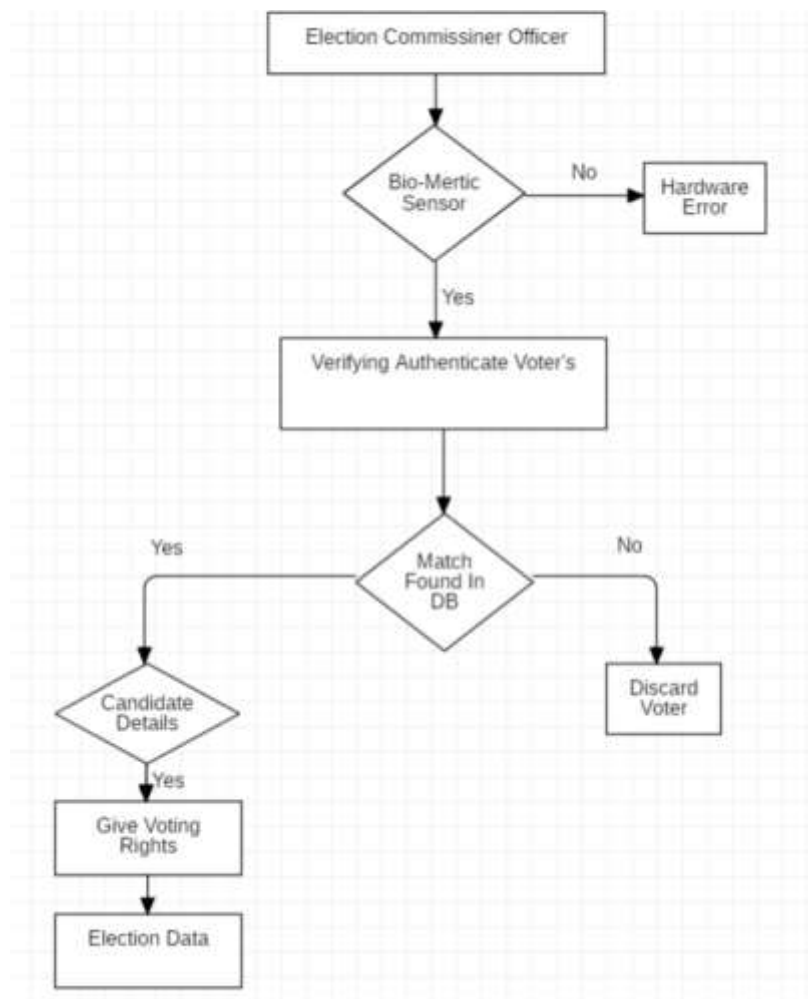 Election Commissiner Officer
Bio-Mertic
Sensor
No
Hardware
Error
Yes
Verifying Authenticate Voter's
Match
Found In
DB
Yes
No
Candidate
Details
Discard
Voter
Yes
Give Voting
Rights
Election Data